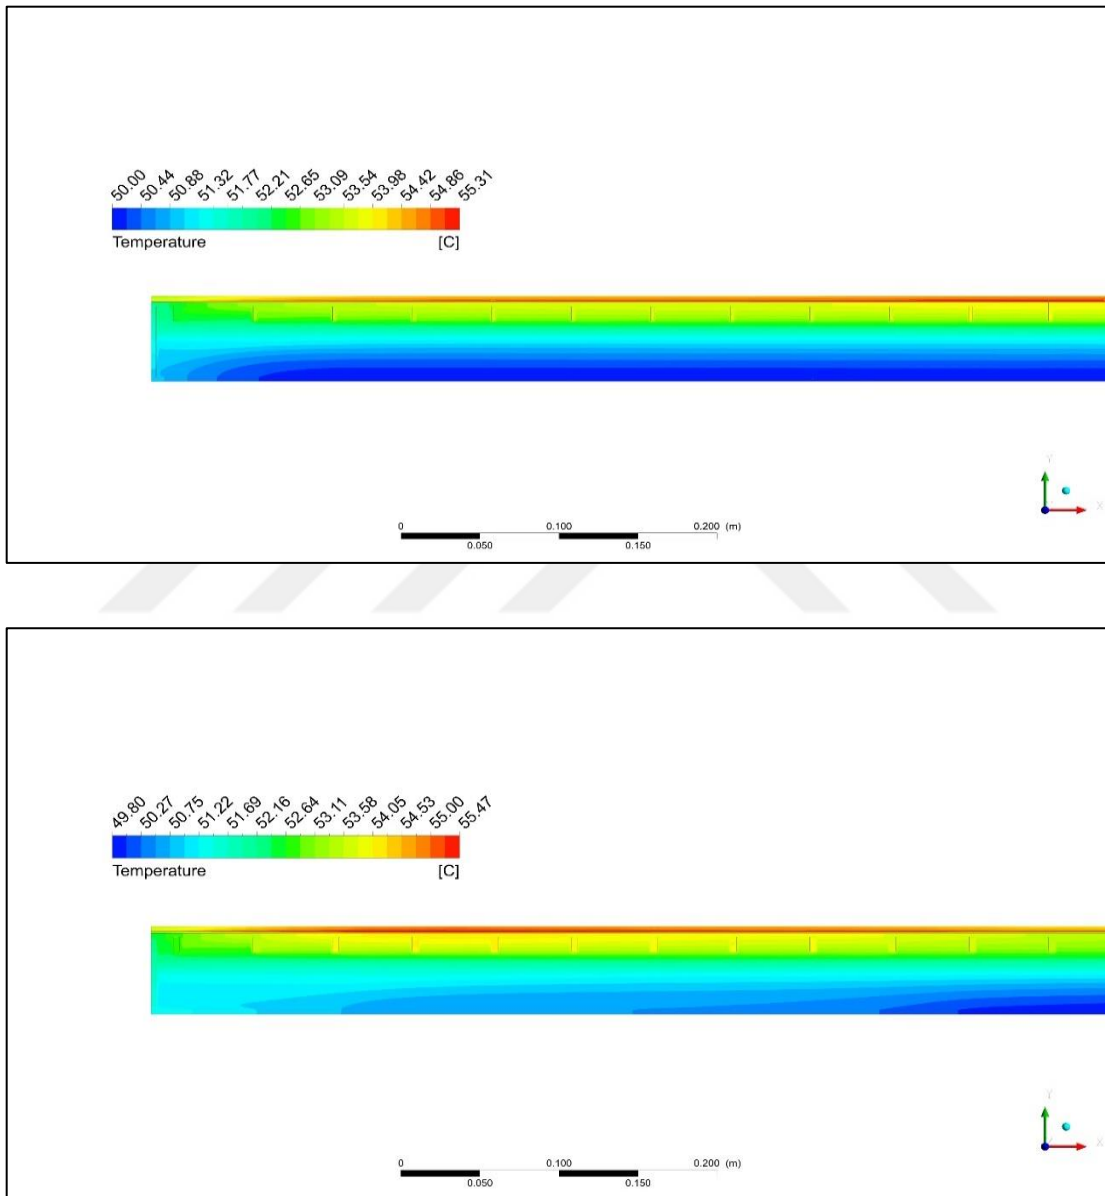 50.00 50.44 50.88 51.32 51.77 52.21 52.65 53.09 53.54 53.98 54.42 54.86 55.31
Temperature [C]
Y
X
0 0.100 0.200 (m)
0.050 0.150
49.80 50.27 50.75 51.22 51.69 52.16 52.64 53.11 53.58 54.05 54.53 55.00 55.47
Temperature [C]
Y
X
0 0.100 0.200 (m)
0.050 0.150